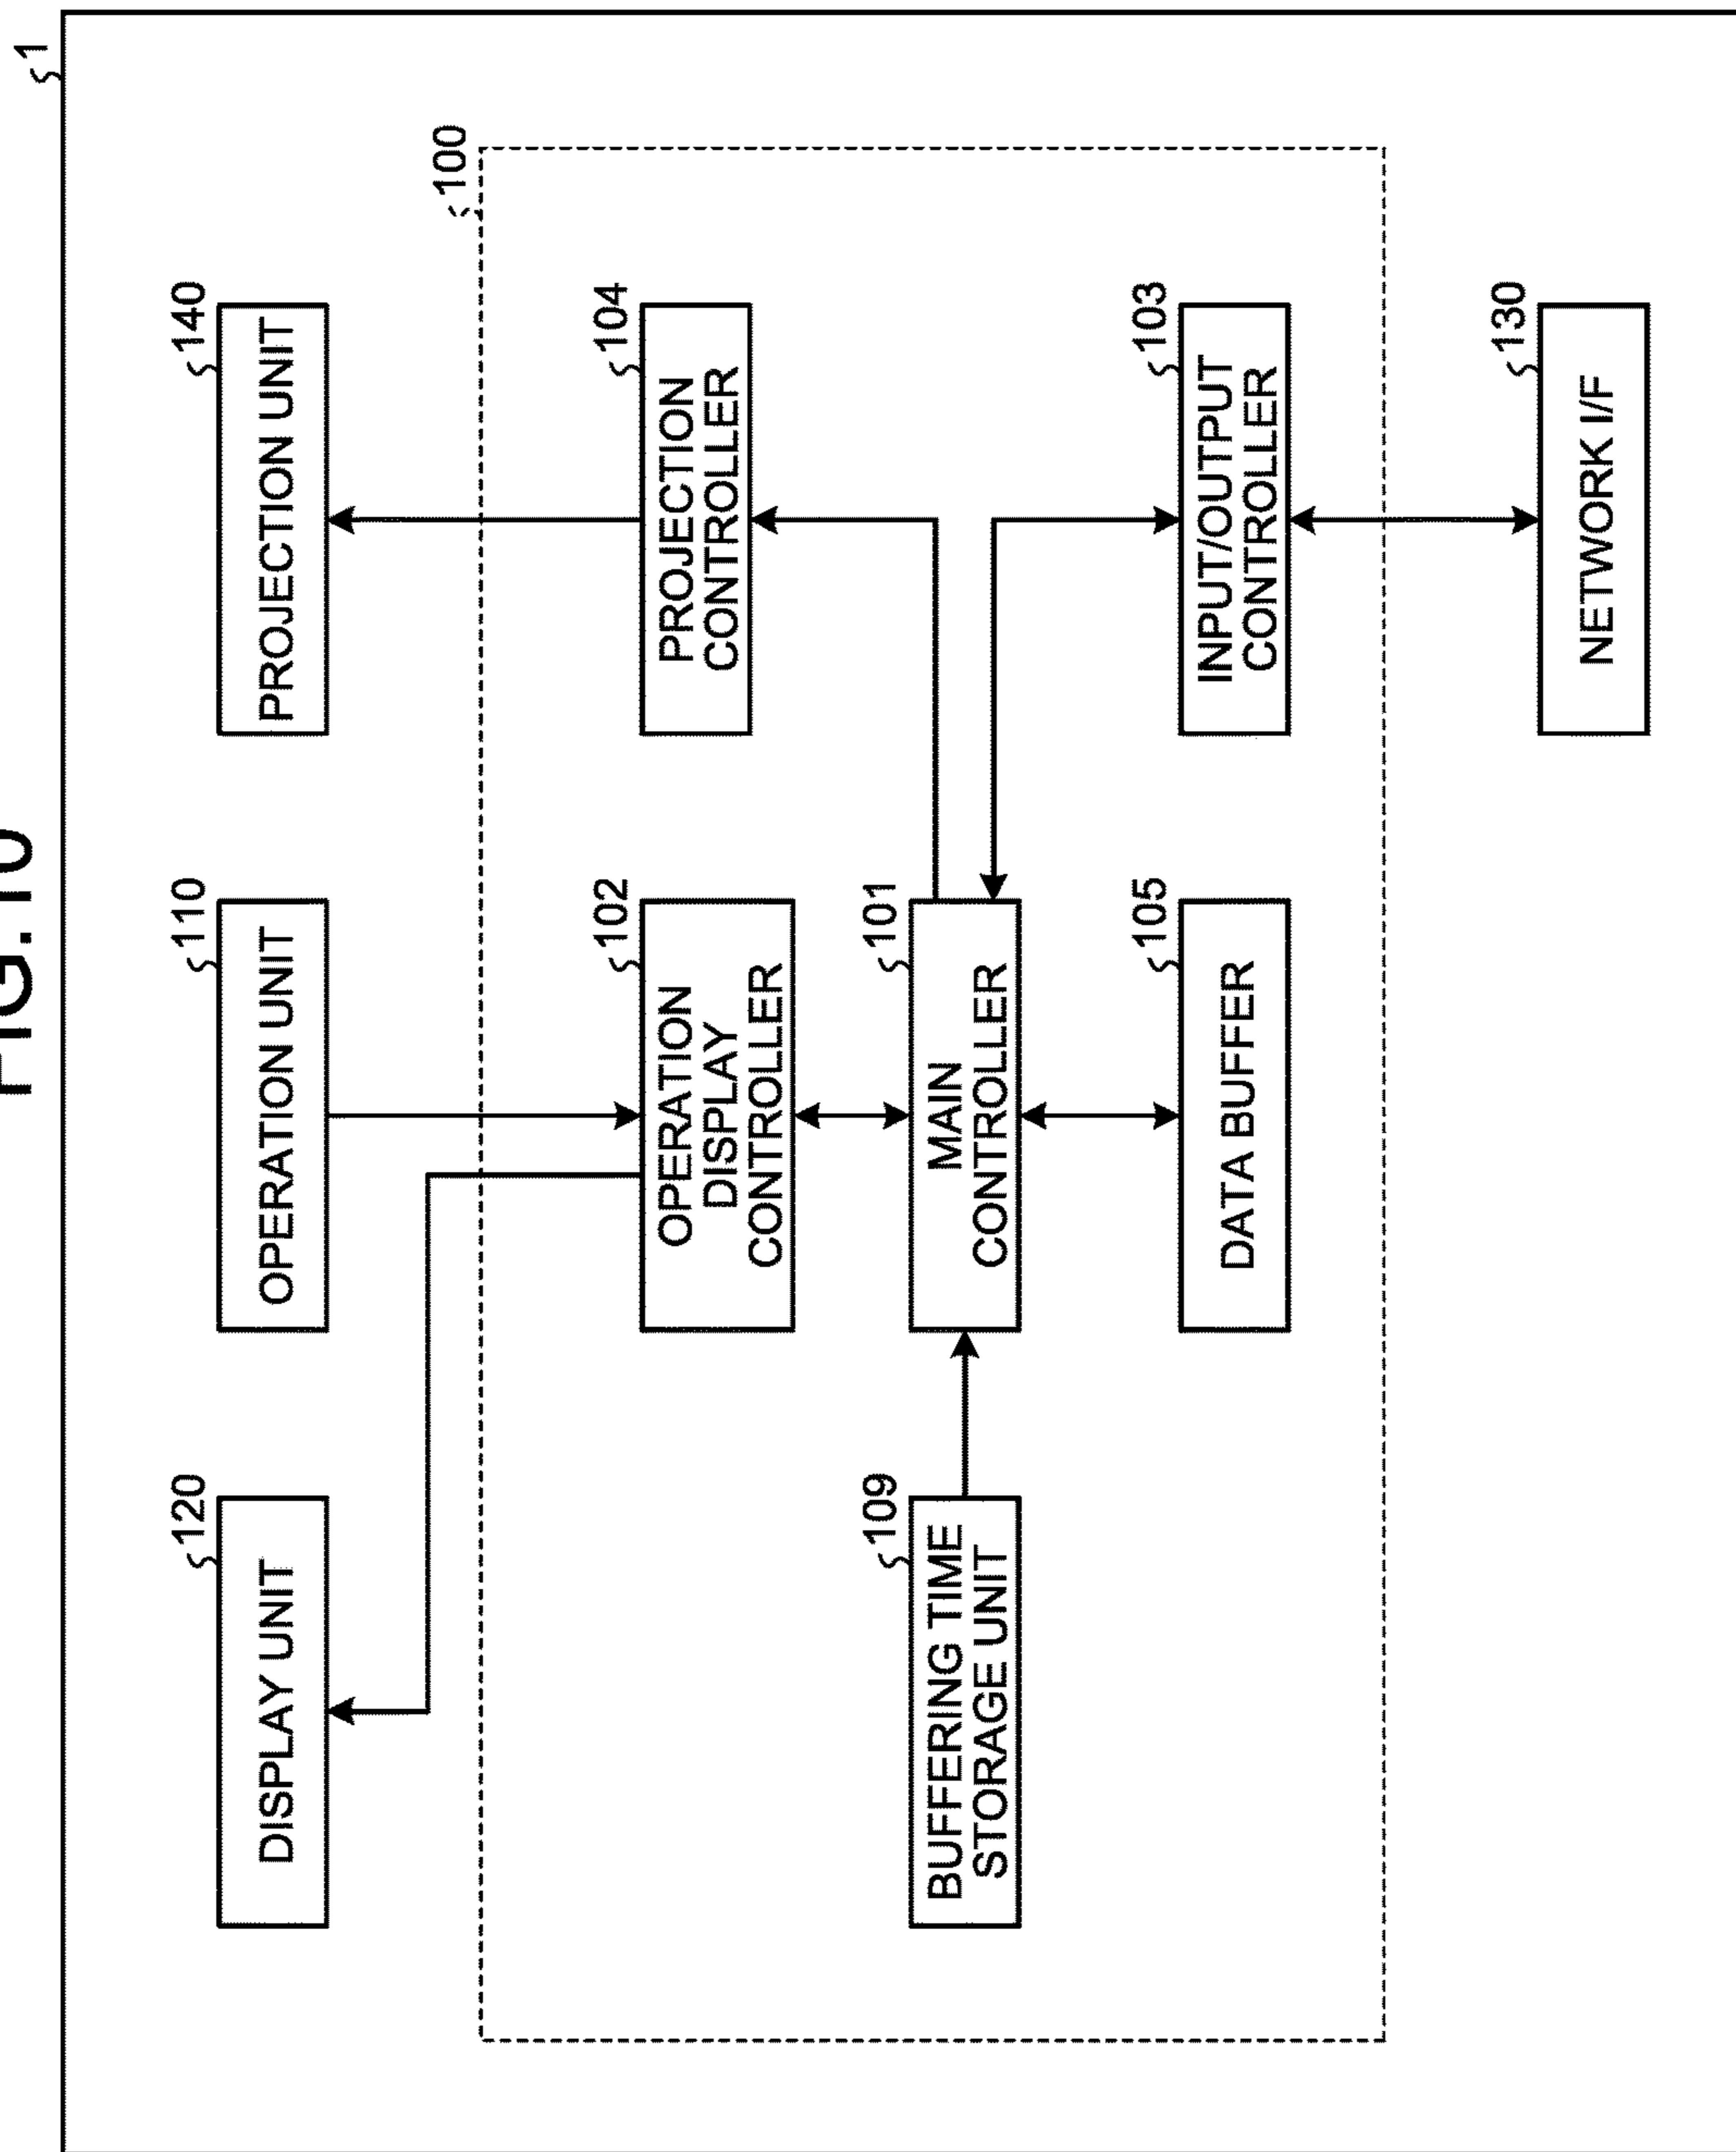 FIG.10
1
120
DISPLAY UNIT
110
OPERATION UNIT
140
PROJECTION UNIT
100
102
OPERATION
DISPLAY
CONTROLLER
104
PROJECTION
CONTROLLER
109
BUFFERING TIME
STORAGE UNIT
101
MAIN
CONTROLLER
105
DATA BUFFER
103
INPUT/OUTPUT
CONTROLLER
130
NETWORK I/F